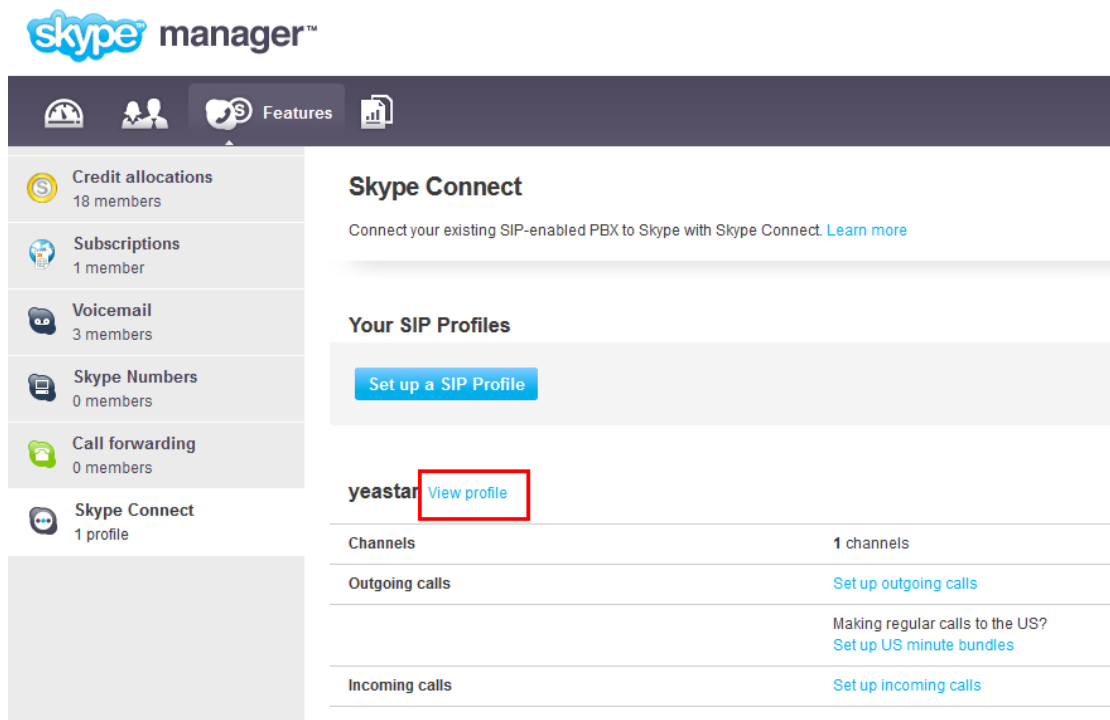 skype manager™
Features
Credit allocations
18 members
Subscriptions
1 member
Voicemail
3 members
Skype Numbers
0 members
Call forwarding
0 members
Skype Connect
1 profile
Skype Connect
Connect your existing SIP-enabled PBX to Skype with Skype Connect. Learn more
Your SIP Profiles
Set up a SIP Profile
yeastar View profile
Channels 1 channels
Outgoing calls Set up outgoing calls
Making regular calls to the US?
Set up US minute bundles
Incoming calls Set up incoming calls